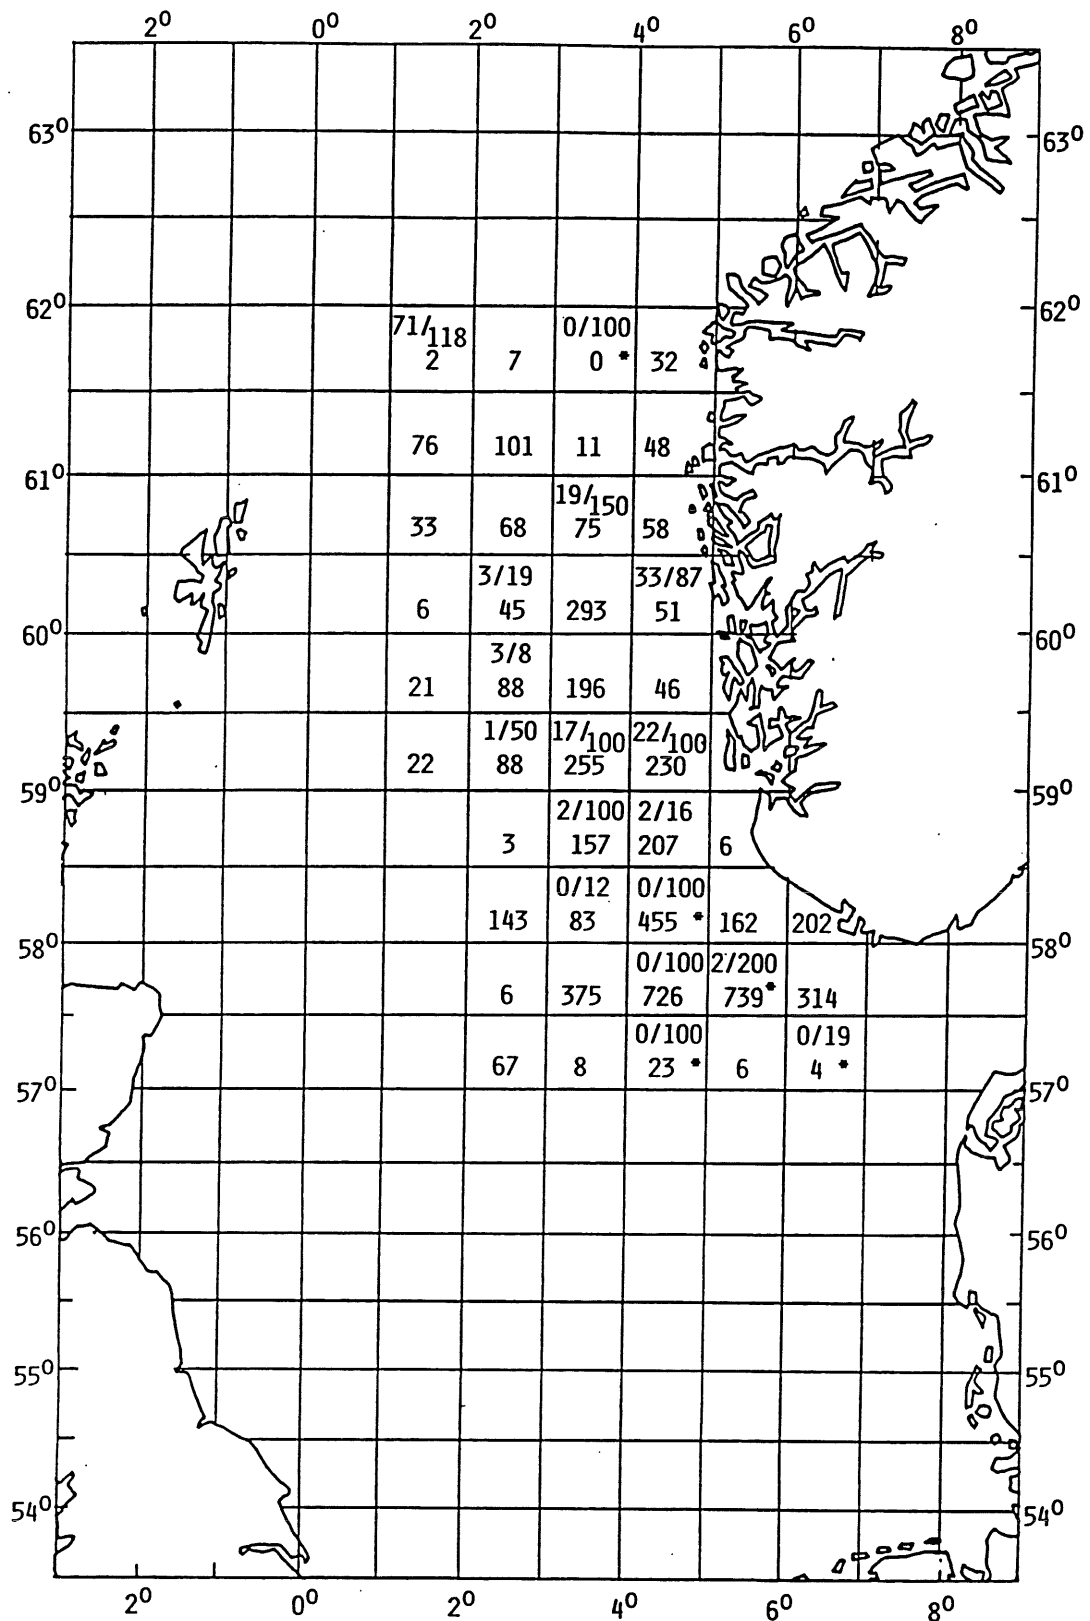 2⁰ 0⁰ 2⁰ 4⁰ 6⁰ 8⁰
63⁰ 63⁰
62⁰ 62⁰
71/118 0/100
2 7 0 * 32
76 101 11 48
61⁰ 61⁰
19/150
33 68 75 58
3/19 33/87
6 45 293 51
60⁰ 60⁰
3/8
21 88 196 46
1/50 17/100 22/100
22 88 255 230
59⁰ 59⁰
2/100 2/16
3 157 207 6
0/12 0/100
143 83 455 * 162 202
58⁰ 58⁰
0/100 2/200
6 375 726 739* 314
0/100 0/19
67 8 23 * 6 4 *
57⁰ 57⁰
56⁰ 56⁰
55⁰ 55⁰
54⁰ 54⁰
2⁰ 0⁰ 2⁰ 4⁰ 6⁰ 8⁰